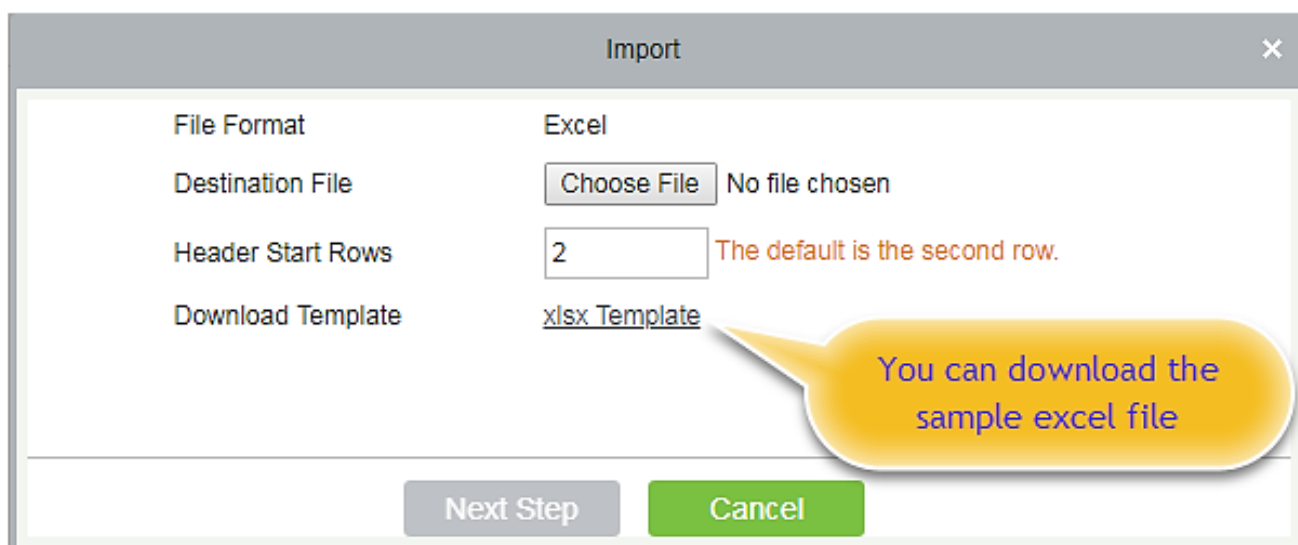 Import
File Format Excel
Destination File Choose File No file chosen
Header Start Rows 2 The default is the second row.
Download Template xlsx Template
You can download the
sample excel file
Next Step Cancel